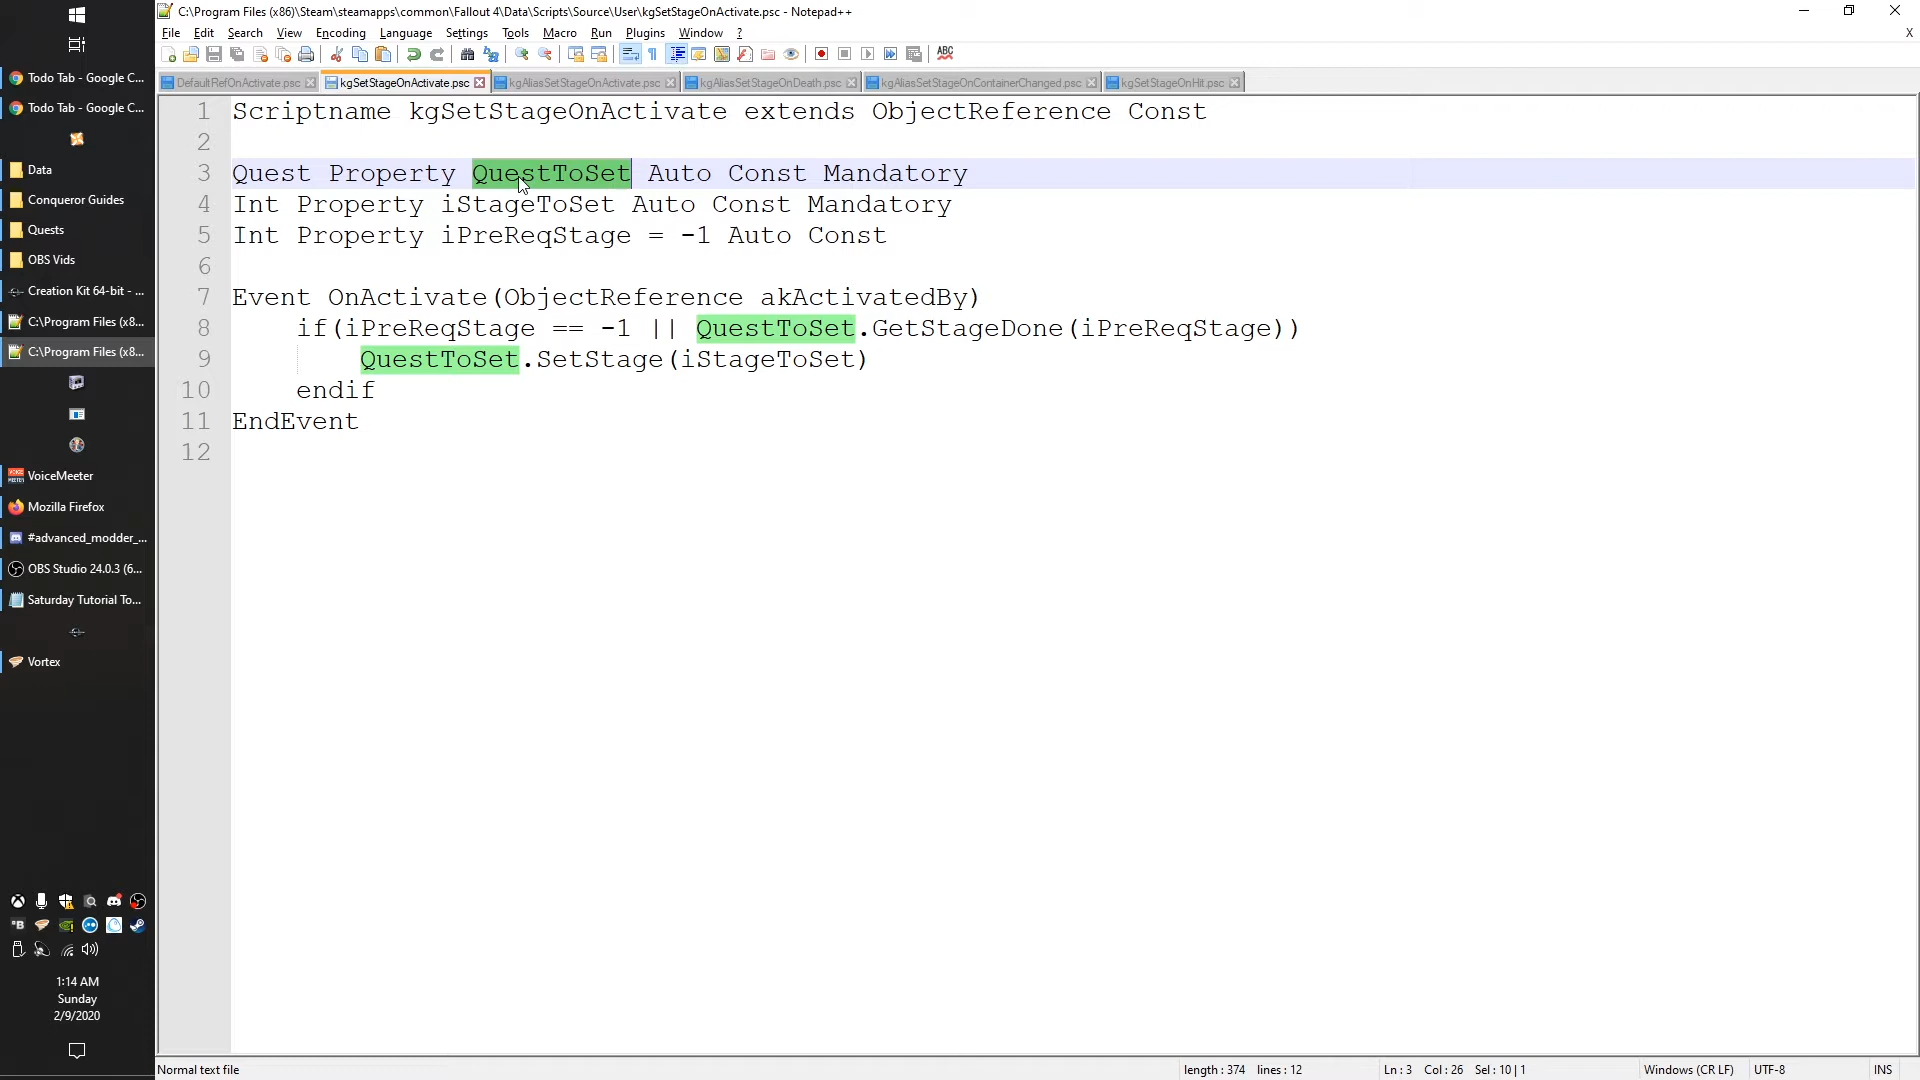 C:\Program Files (x86)\Steam\steamapps\common\Fallout 4\Data\Scripts\Source\User\kgSetStageOnActivate.psc - Notepad++
File Edit Search View Encoding Language Settings Tools Macro Run Plugins Window ? X
ABC
DefaultRefOnActivate.psc kgSetStageOnActivate.psc kgAliasSetStageOnActivate.psc kgAliasSetStageOnDeath.psc kgAliasSetStageOnContainerChanged.psc kgSetStageOnHit.psc
1 Scriptname kgSetStageOnActivate extends ObjectReference Const
2
3 Quest Property QuestToSet Auto Const Mandatory
4 Int Property iStageToSet Auto Const Mandatory
5 Int Property iPreReqStage = -1 Auto Const
6
7 Event OnActivate(ObjectReference akActivatedBy)
8 if(iPreReqStage == -1 || QuestToSet.GetStageDone(iPreReqStage))
9 QuestToSet.SetStage(iStageToSet)
10 endif
11 EndEvent
12
Todo Tab - Google C...
Todo Tab - Google C...
Data
Conqueror Guides
Quests
OBS Vids
Creation Kit 64-bit - ...
C:\Program Files (x8...
C:\Program Files (x8...
VoiceMeeter
Mozilla Firefox
#advanced_modder_...
OBS Studio 24.0.3 (6...
Saturday Tutorial To...
Vortex
1:14 AM
Sunday
2/9/2020
Normal text file length : 374 lines : 12 Ln : 3 Col : 26 Sel : 10 | 1 Windows (CR LF) UTF-8 INS